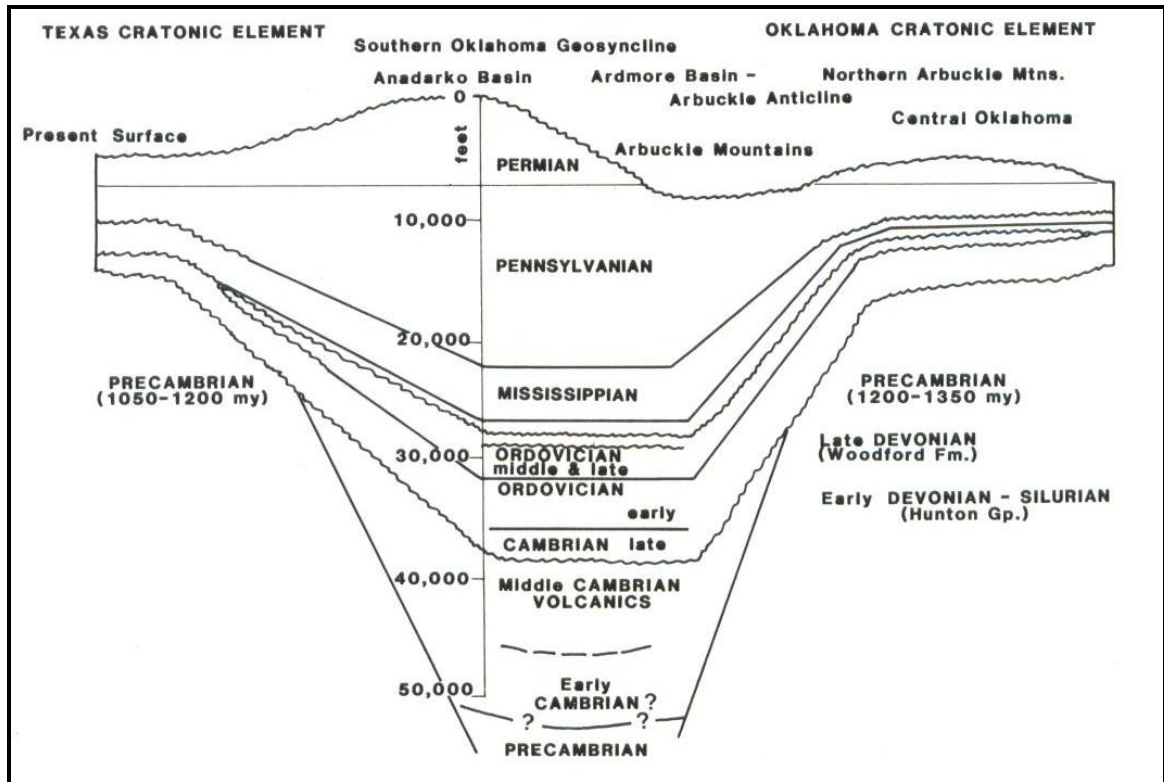 TEXAS CRATONIC ELEMENT
OKLAHOMA CRATONIC ELEMENT
Southern Oklahoma Geosyncline
Anadarko Basin
Ardmore Basin –
Arbuckle Anticline
Northern Arbuckle Mtns.
Central Oklahoma
Present Surface
Arbuckle Mountains
0
feet
PERMIAN
10,000
PENNSYLVANIAN
20,000
MISSISSIPPIAN
PRECAMBRIAN
(1050-1200 my)
PRECAMBRIAN
(1200-1350 my)
Late DEVONIAN
(Woodford Fm.)
30,000
ORDOVICIAN
middle & late
ORDOVICIAN
early
Early DEVONIAN - SILURIAN
(Hunton Gp.)
CAMBRIAN late
40,000
Middle CAMBRIAN
VOLCANICS
50,000
Early
CAMBRIAN ?
? ?
PRECAMBRIAN